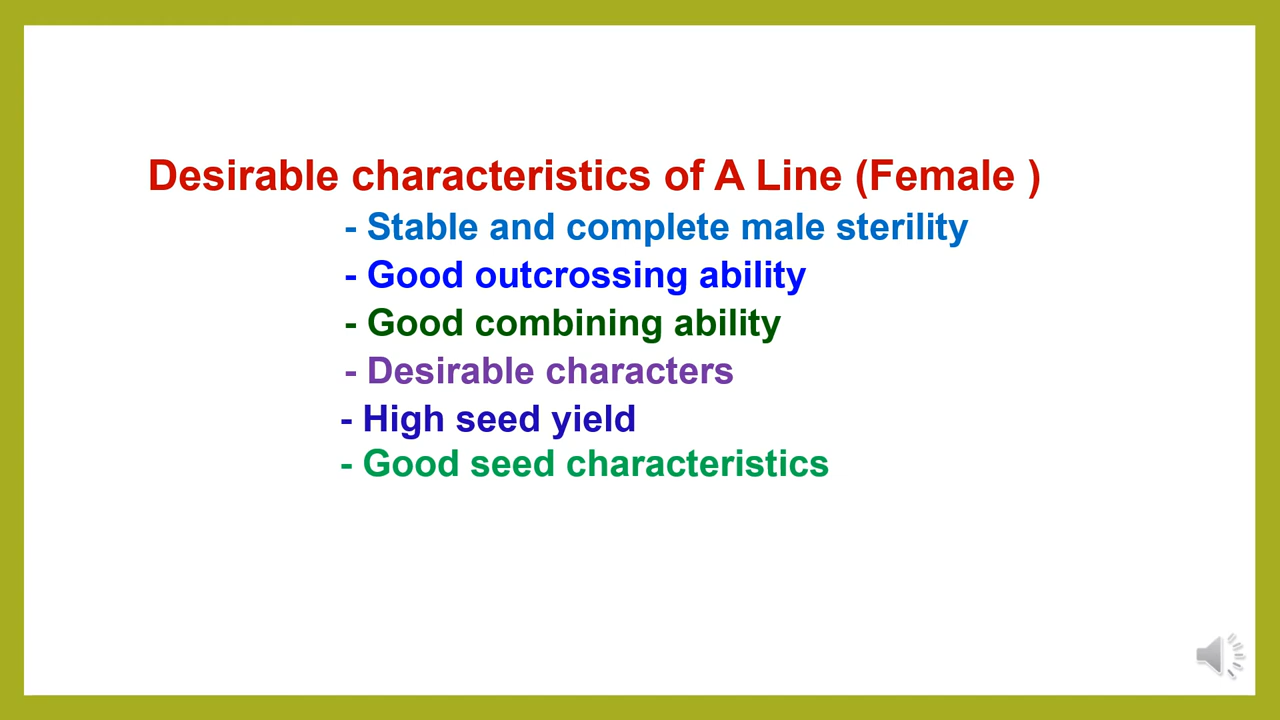 Desirable characteristics of A Line (Female )
- Stable and complete male sterility
- Good outcrossing ability
- Good combining ability
- Desirable characters
- High seed yield
- Good seed characteristics